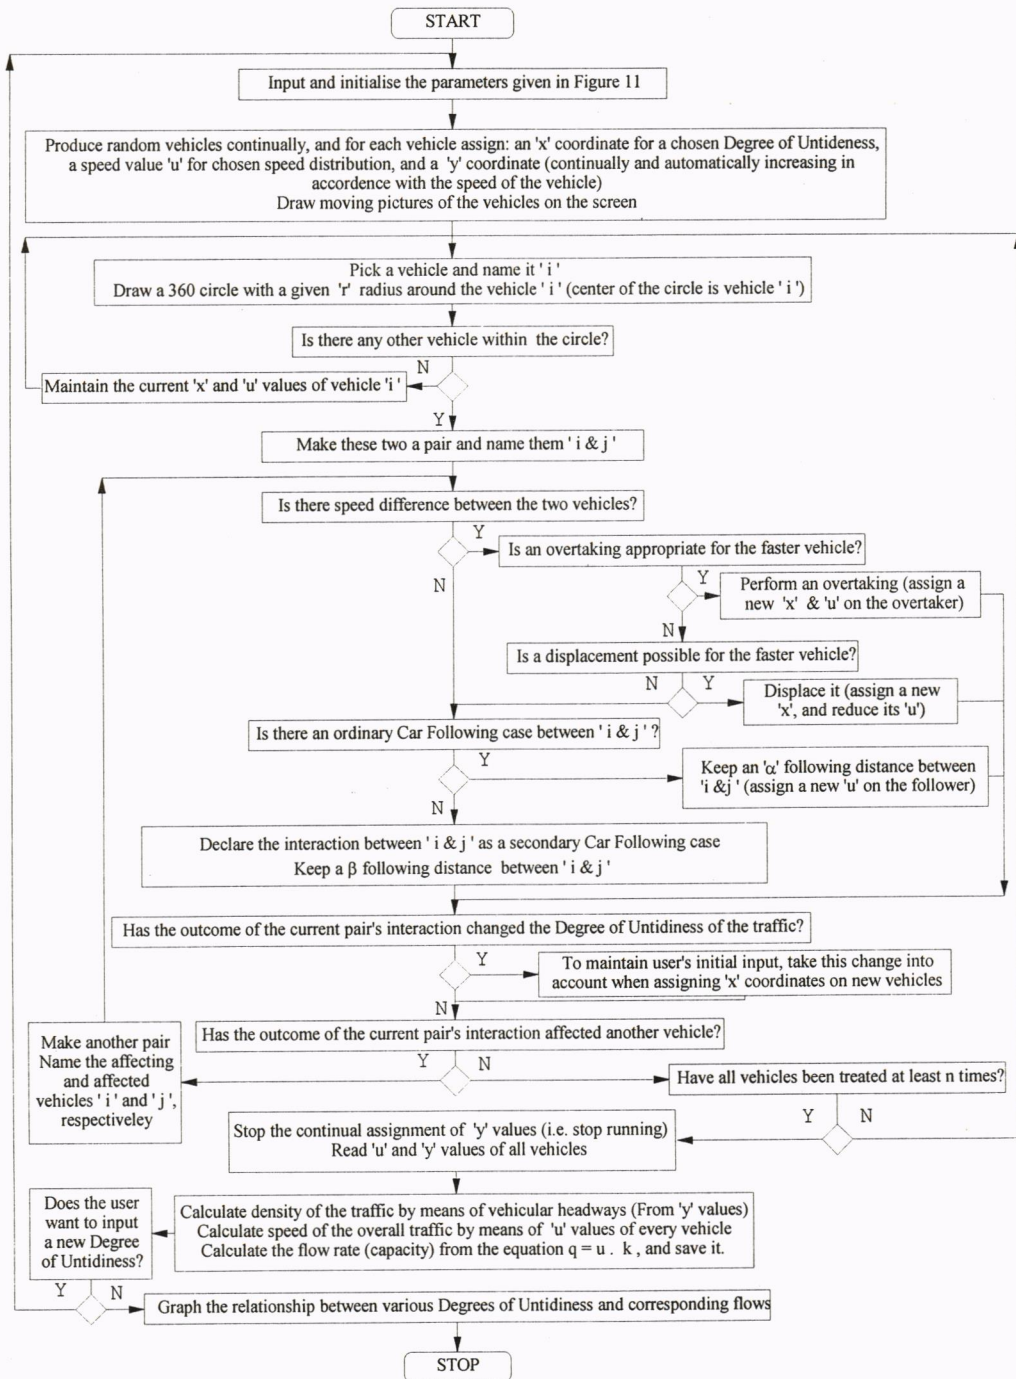 START
Input and initialise the parameters given in Figure 11
Produce random vehicles continually, and for each vehicle assign: an 'x' coordinate for a chosen Degree of Untideness,
a speed value 'u' for chosen speed distribution, and a 'y' coordinate (continually and automatically increasing in
accordence with the speed of the vehicle)
Draw moving pictures of the vehicles on the screen
Pick a vehicle and name it ' i '
Draw a 360 circle with a given 'r' radius around the vehicle ' i ' (center of the circle is vehicle ' i ')
Is there any other vehicle within the circle?
N
Maintain the current 'x' and 'u' values of vehicle 'i '
Y
Make these two a pair and name them ' i & j '
Is there speed difference between the two vehicles?
Y
Is an overtaking appropriate for the faster vehicle?
N
Y
Perform an overtaking (assign a
new 'x' & 'u' on the overtaker)
N
Is a displacement possible for the faster vehicle?
N Y
Displace it (assign a new
'x', and reduce its 'u')
Is there an ordinary Car Following case between ' i & j ' ?
Y
Keep an 'α' following distance between
'i &j ' (assign a new 'u' on the follower)
N
Declare the interaction between ' i & j ' as a secondary Car Following case
Keep a β following distance between ' i & j '
Has the outcome of the current pair's interaction changed the Degree of Untidiness of the traffic?
Y
To maintain user's initial input, take this change into
account when assigning 'x' coordinates on new vehicles
N
Has the outcome of the current pair's interaction affected another vehicle?
Y N
Make another pair
Name the affecting
and affected
vehicles ' i ' and ' j ',
respectiveley
Have all vehicles been treated at least n times?
Y N
Stop the continual assignment of 'y' values (i.e. stop running)
Read 'u' and 'y' values of all vehicles
Calculate density of the traffic by means of vehicular headways (From 'y' values)
Calculate speed of the overall traffic by means of 'u' values of every vehicle
Calculate the flow rate (capacity) from the equation q = u . k , and save it.
Does the user
want to input
a new Degree
of Untidiness?
Y N
Graph the relationship between various Degrees of Untidiness and corresponding flows
STOP